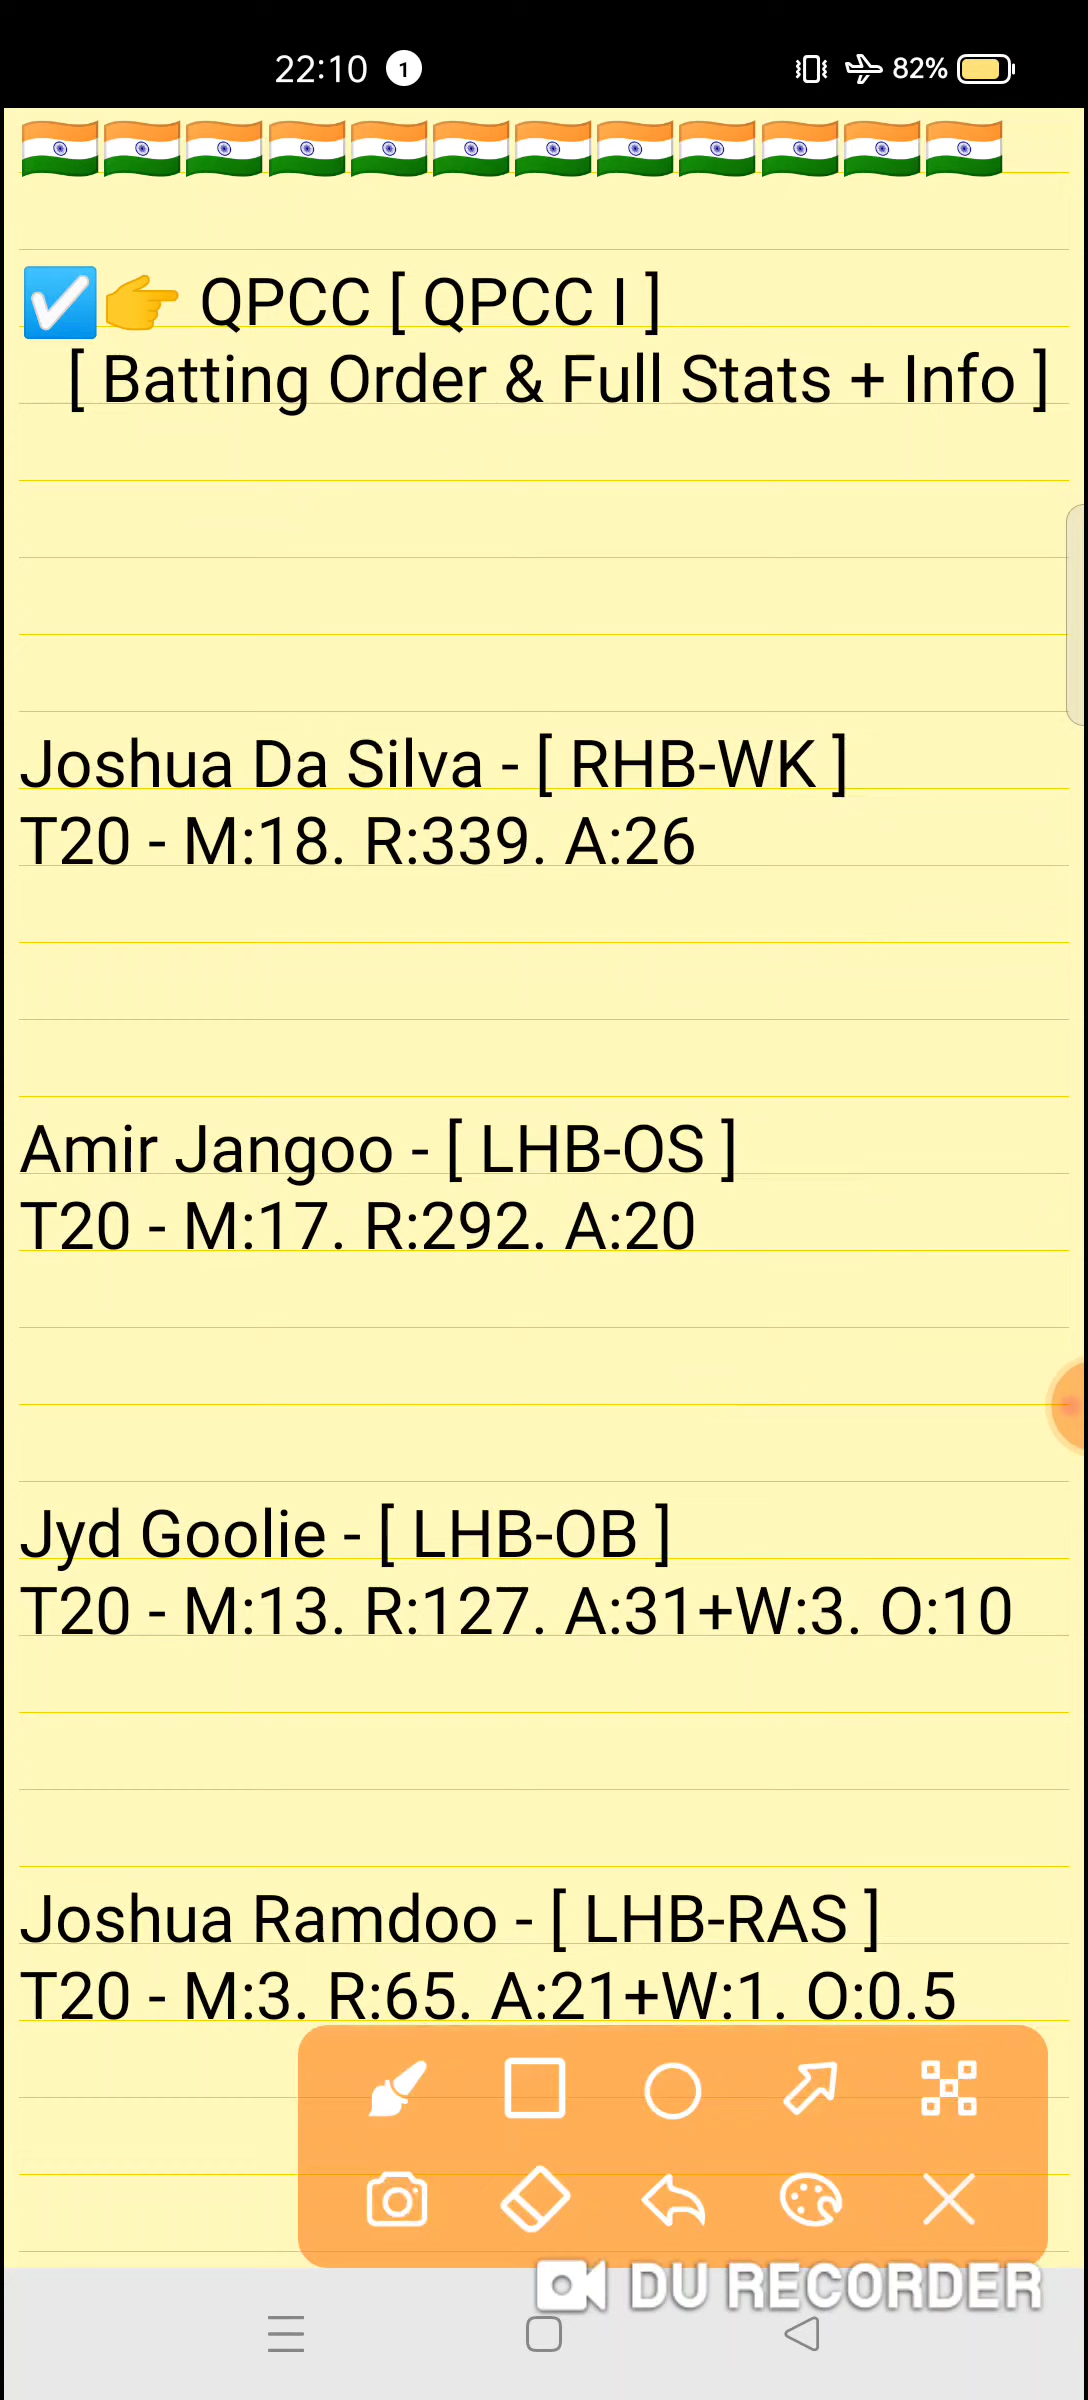 22:10 1 82%
🇮🇳🇮🇳🇮🇳🇮🇳🇮🇳🇮🇳🇮🇳🇮🇳🇮🇳🇮🇳🇮🇳🇮🇳
☑️👉 QPCC [ QPCC I ]
[ Batting Order & Full Stats + Info ]
Joshua Da Silva - [ RHB-WK ]
T20 - M:18. R:339. A:26
Amir Jangoo - [ LHB-OS ]
T20 - M:17. R:292. A:20
Jyd Goolie - [ LHB-OB ]
T20 - M:13. R:127. A:31+W:3. O:10
Joshua Ramdoo - [ LHB-RAS ]
T20 - M:3. R:65. A:21+W:1. O:0.5
DU RECORDER